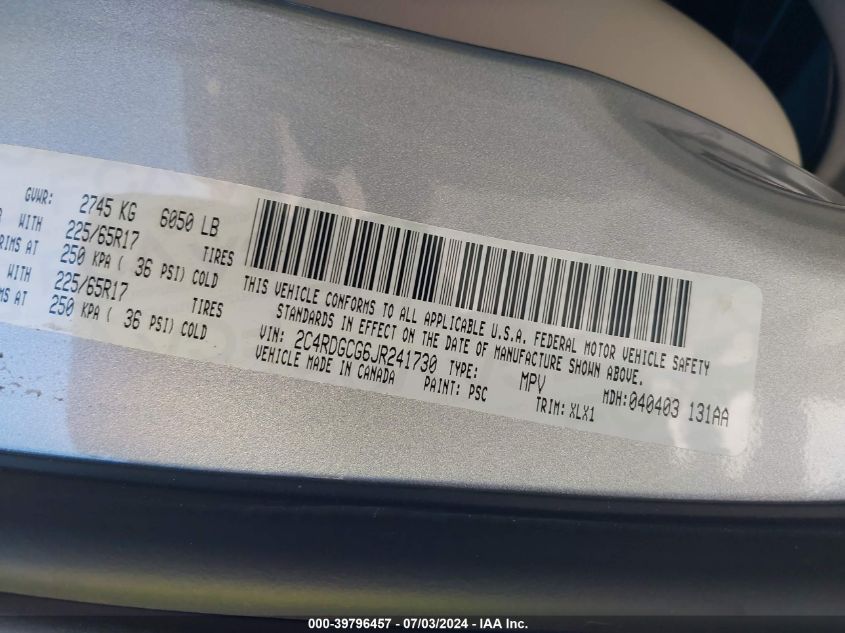 GVWR: 2745 KG 6050 LB
WITH 225/65R17 TIRES
RIMS AT 250 KPA ( 36 PSI) COLD
WITH 225/65R17 TIRES
AT 250 KPA ( 36 PSI) COLD
THIS VEHICLE CONFORMS TO ALL APPLICABLE U.S.A. FEDERAL MOTOR VEHICLE SAFETY
STANDARDS IN EFFECT ON THE DATE OF MANUFACTURE SHOWN ABOVE.
VIN: 2C4RDGCG6JR241730 TYPE: MPV MDH:040403 131AA
VEHICLE MADE IN CANADA PAINT: PSC TRIM: XLX1
000-39796457 - 07/03/2024 - IAA Inc.